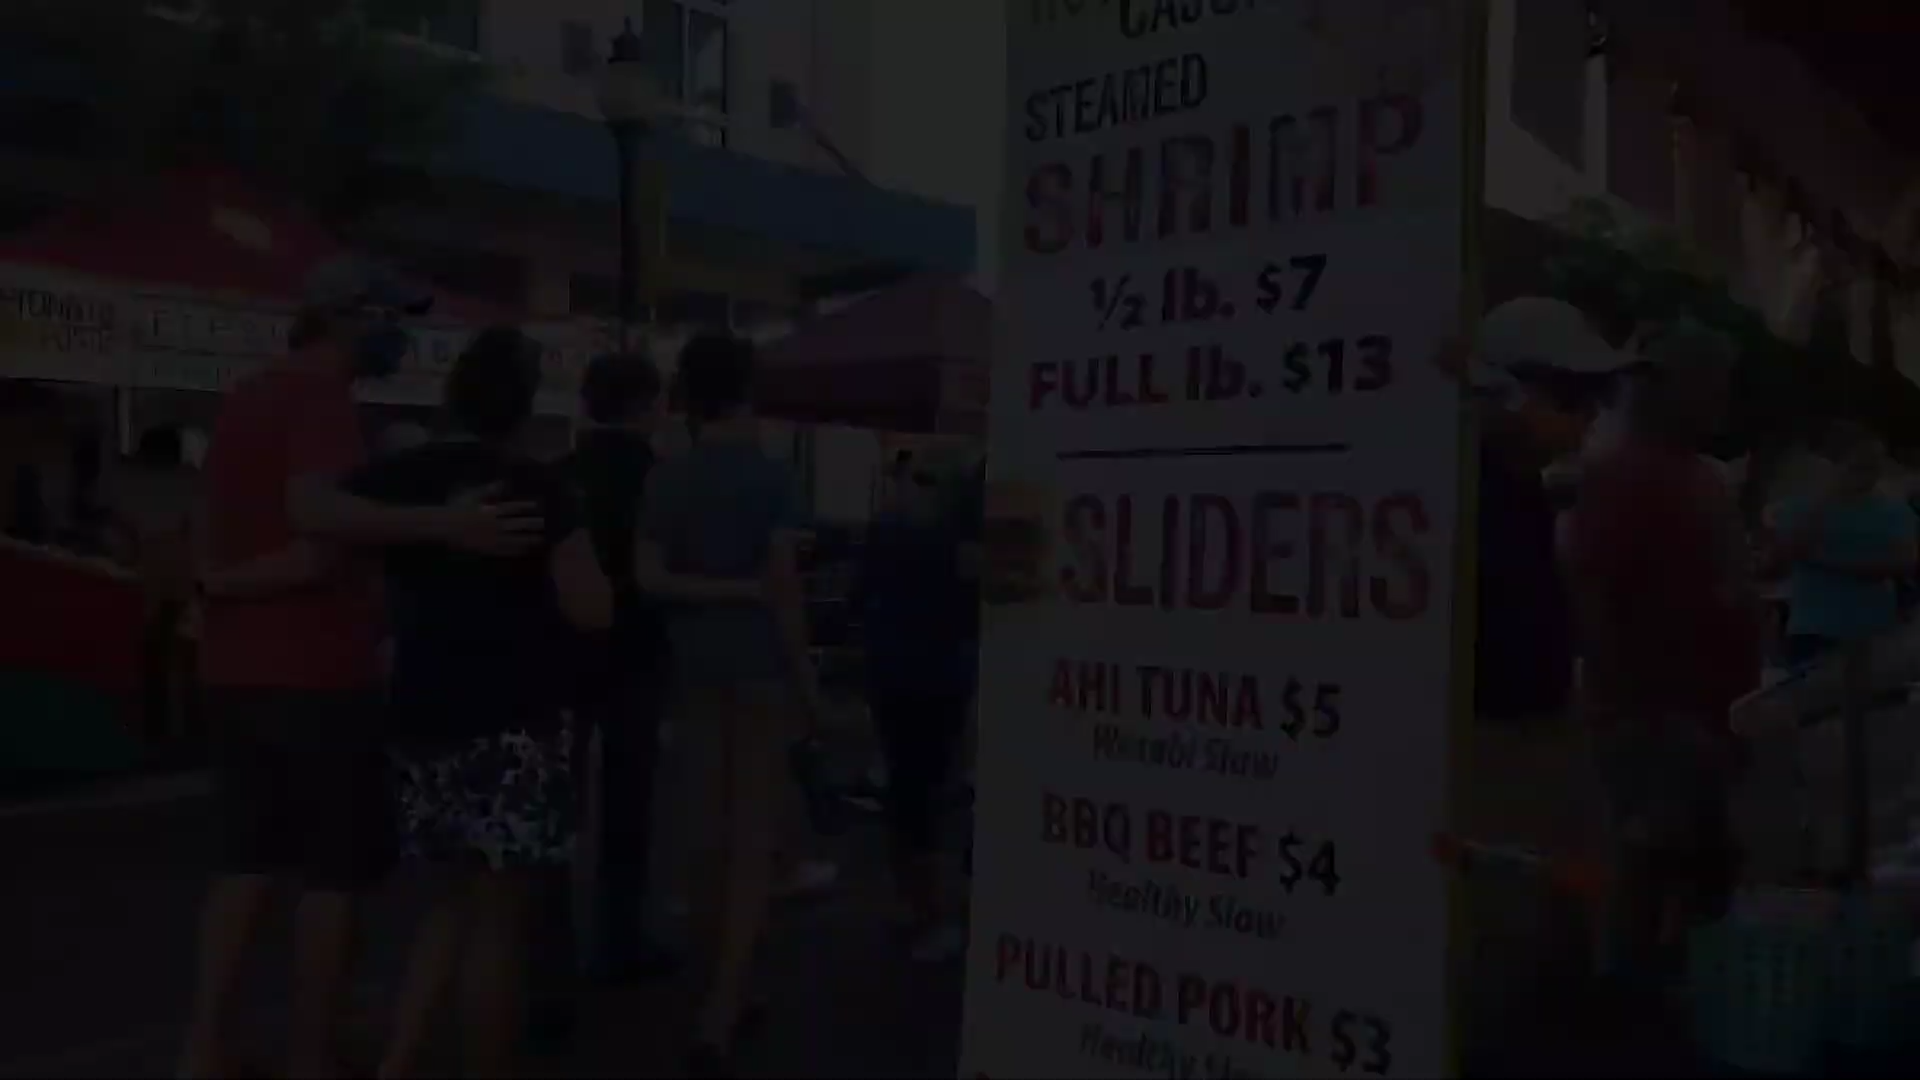 STEAMED
SHRIMP
½ lb. $7
FULL lb. $13
SLIDERS
AHI TUNA $5
Wasabi Slaw
BBQ BEEF $4
Healthy Slaw
PULLED PORK $3
Healthy